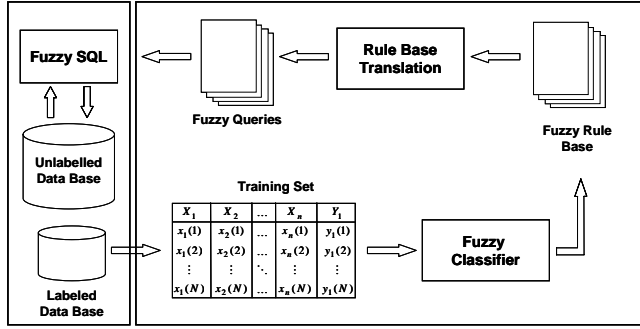 Fuzzy SQL
Unlabelled
Data Base
Labeled
Data Base
Fuzzy Queries
Rule Base
Translation
Fuzzy Rule
Base
Training Set
X1 X2 ... Xn Y1
x1(1) x2(1) ... xn(1) y1(1)
x1(2) x2(2) ... xn(2) y1(2)
⋮ ⋮ ⋱ ⋮ ⋮
x1(N) x2(N) ... xn(N) y1(N)
Fuzzy
Classifier